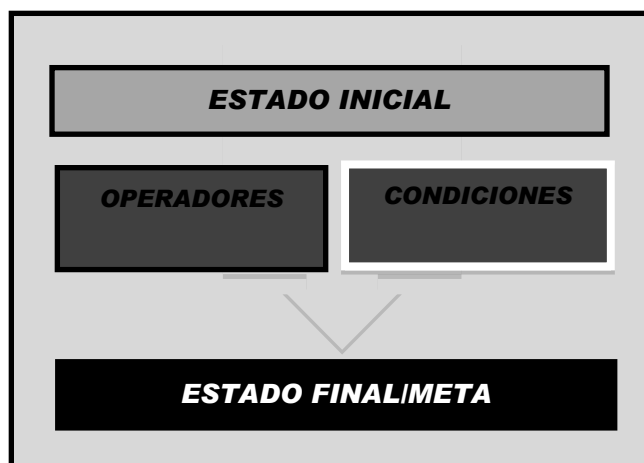 ESTADO INICIAL
OPERADORES
CONDICIONES
ESTADO FINAL/META